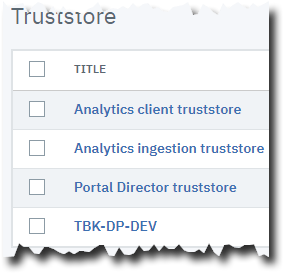 Truststore
TITLE
Analytics client truststore
Analytics ingestion truststore
Portal Director truststore
TBK-DP-DEV